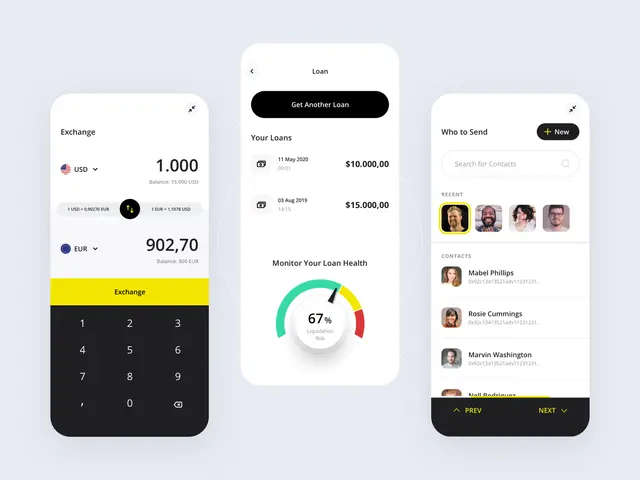 Exchange
USD
1.000
Balance: 15.000 USD
1 USD = 0,90270 EUR
1 EUR = 1,1078 USD
EUR
902,70
Balance: 800 EUR
Exchange
1 2 3
4 5 6
7 8 9
, 0
Loan
Get Another Loan
Your Loans
11 May 2020
09:01
$10.000,00
03 Aug 2019
14:15
$15.000,00
Monitor Your Loan Health
67 %
Liquidation
Risk
Who to Send
+ New
Search for Contacts
RECENT
CONTACTS
Mabel Phillips
Rosie Cummings
Marvin Washington
Nell Rodriguez
PREV
NEXT